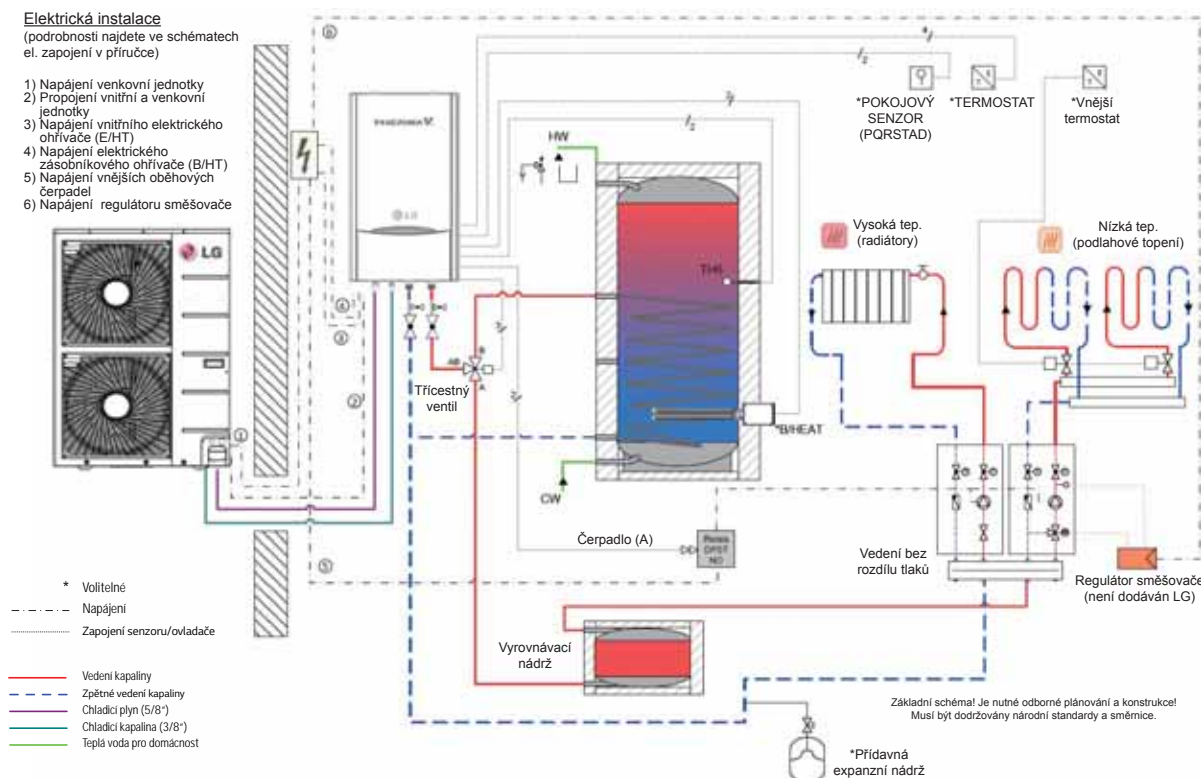 Elektrická instalace
(podrobnosti najdete ve schématech
el. zapojení v příručce)
1) Napájení venkovní jednotky
2) Propojení vnitřní a venkovní
jednotky
3) Napájení vnitřního elektrického
ohřívače (E/HT)
4) Napájení elektrického
zásobníkového ohřívače (B/HT)
5) Napájení vnějších oběhových
čerpadel
6) Napájení regulátoru směšovače
LG
THERMA V
LG
HW
*POKOJOVÝ
SENZOR
(PQRSTAD)
*TERMOSTAT
*Vnější
termostat
Vysoká tep.
(radiátory)
Nízká tep.
(podlahové topení)
AB
B
A
Třícestný
ventil
*B/HEAT
CW
Čerpadlo (A)
Vedení bez
rozdílu tlaků
Regulátor směšovače
(není dodáván LG)
Vyrovnávací
nádrž
*Přídavná
expanzní nádrž
* Volitelné
Napájení
Zapojení senzoru/ovladače
Vedení kapaliny
Zpětné vedení kapaliny
Chladicí plyn (5/8")
Chladicí kapalina (3/8")
Teplá voda pro domácnost
Základní schéma! Je nutné odborné plánování a konstrukce!
Musí být dodržovány národní standardy a směrnice.